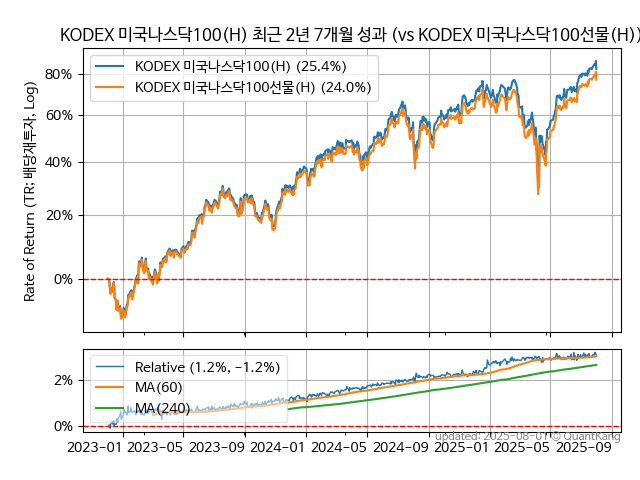 KODEX 미국나스닥100(H) 최근 2년 7개월 성과 (vs KODEX 미국나스닥100선물(H))
KODEX 미국나스닥100(H) (25.4%)
KODEX 미국나스닥100선물(H) (24.0%)
80%
60%
40%
20%
0%
Rate of Return (TR: 배당재투자, Log)
Relative (1.2%, −1.2%)
MA(60)
MA(240)
2%
0%
2023−01 2023−05 2023−09 2024−01 2024−05 2024−09 2025−01 2025−05 2025−09
updated: 2025-08-07 © QuantKang